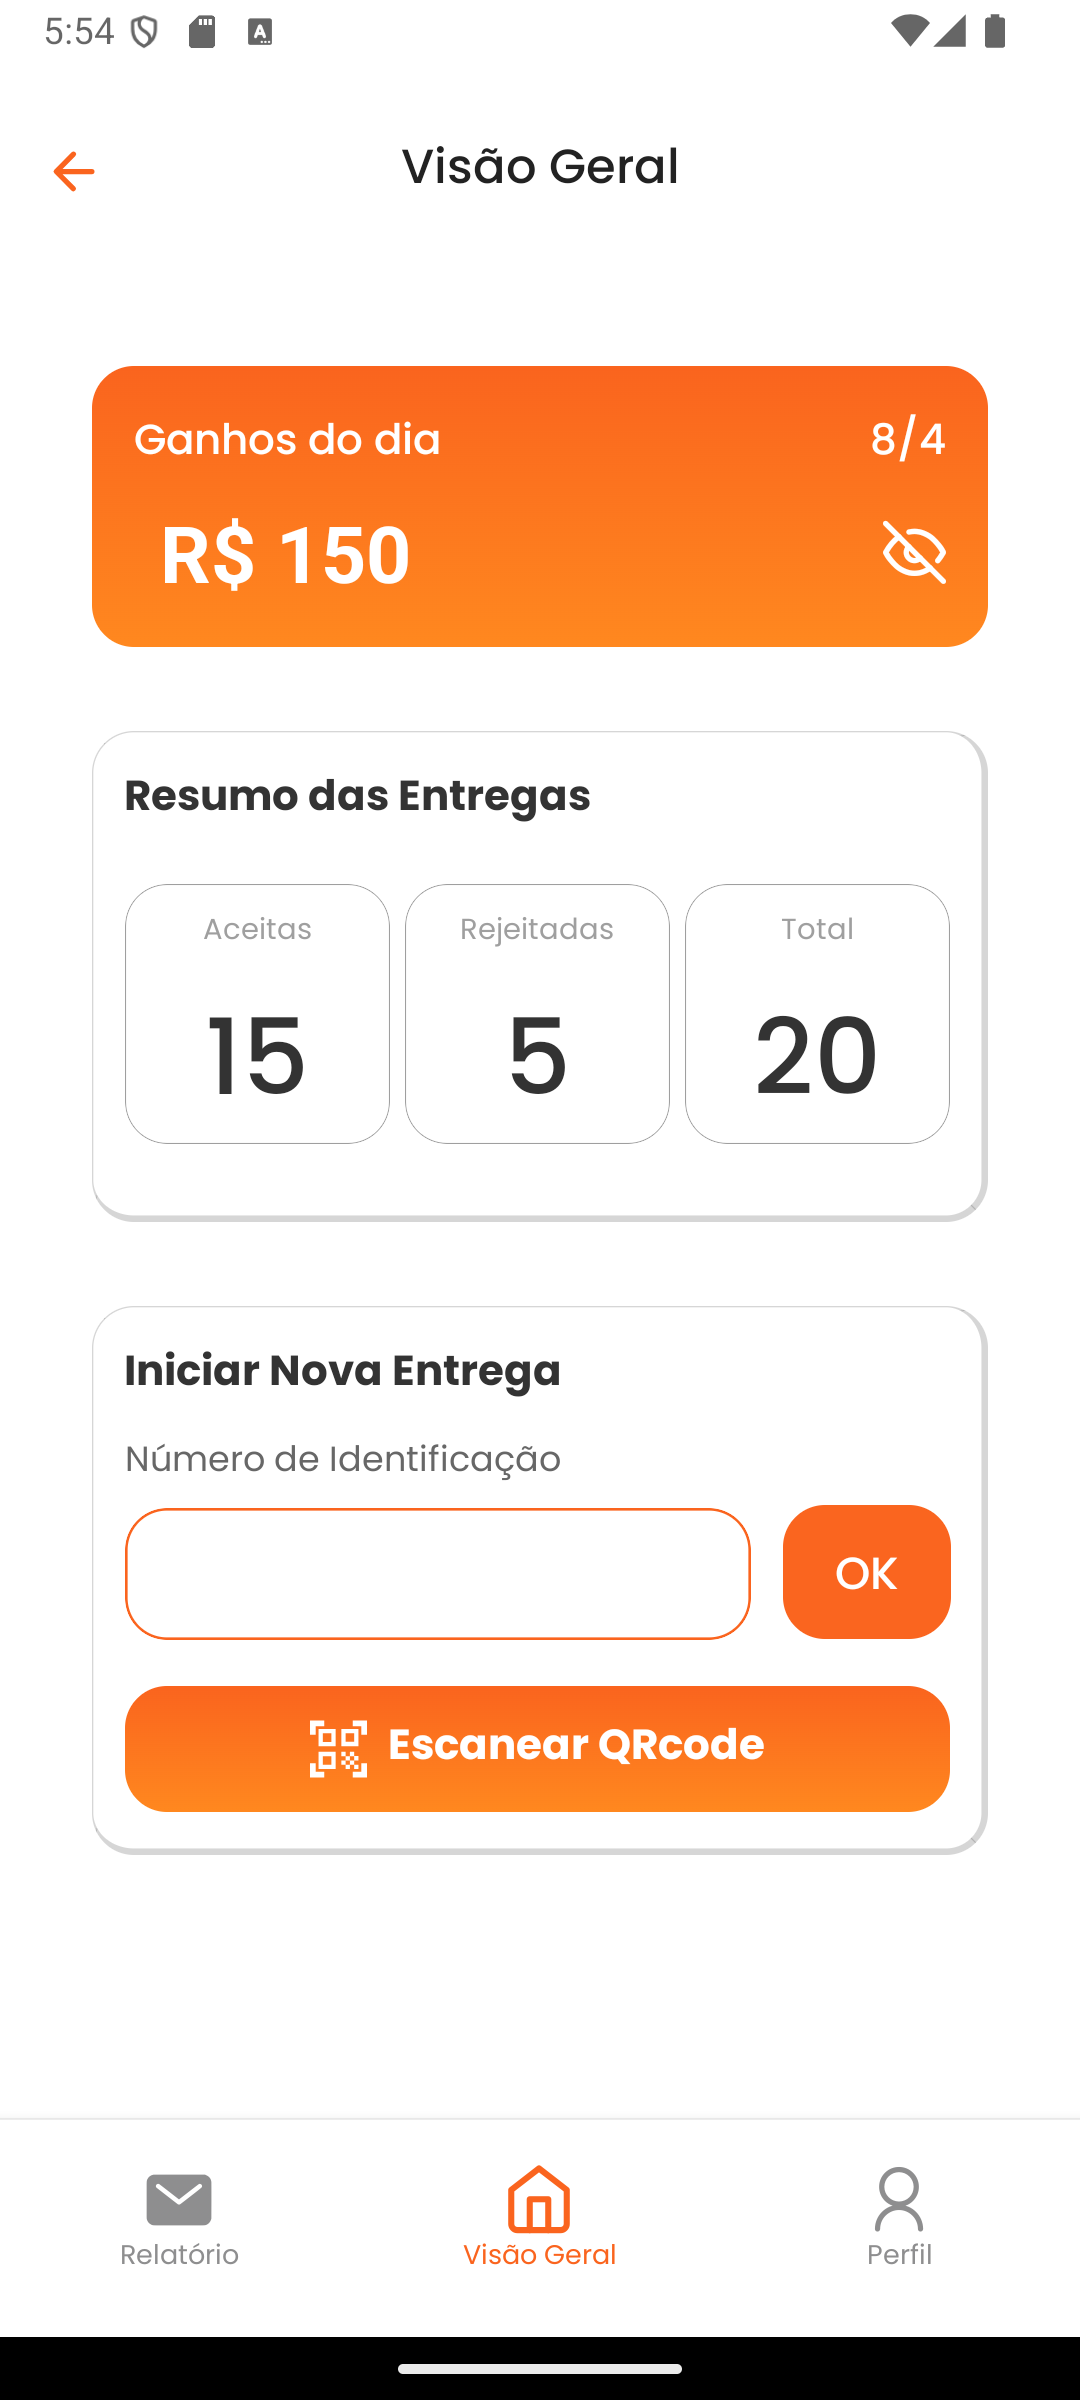 5:54
Visão Geral
Ganhos do dia 8/4
R$ 150
Resumo das Entregas
Aceitas Rejeitadas Total
15 5 20
Iniciar Nova Entrega
Número de Identificação
OK
Escanear QRcode
Relatório Visão Geral Perfil